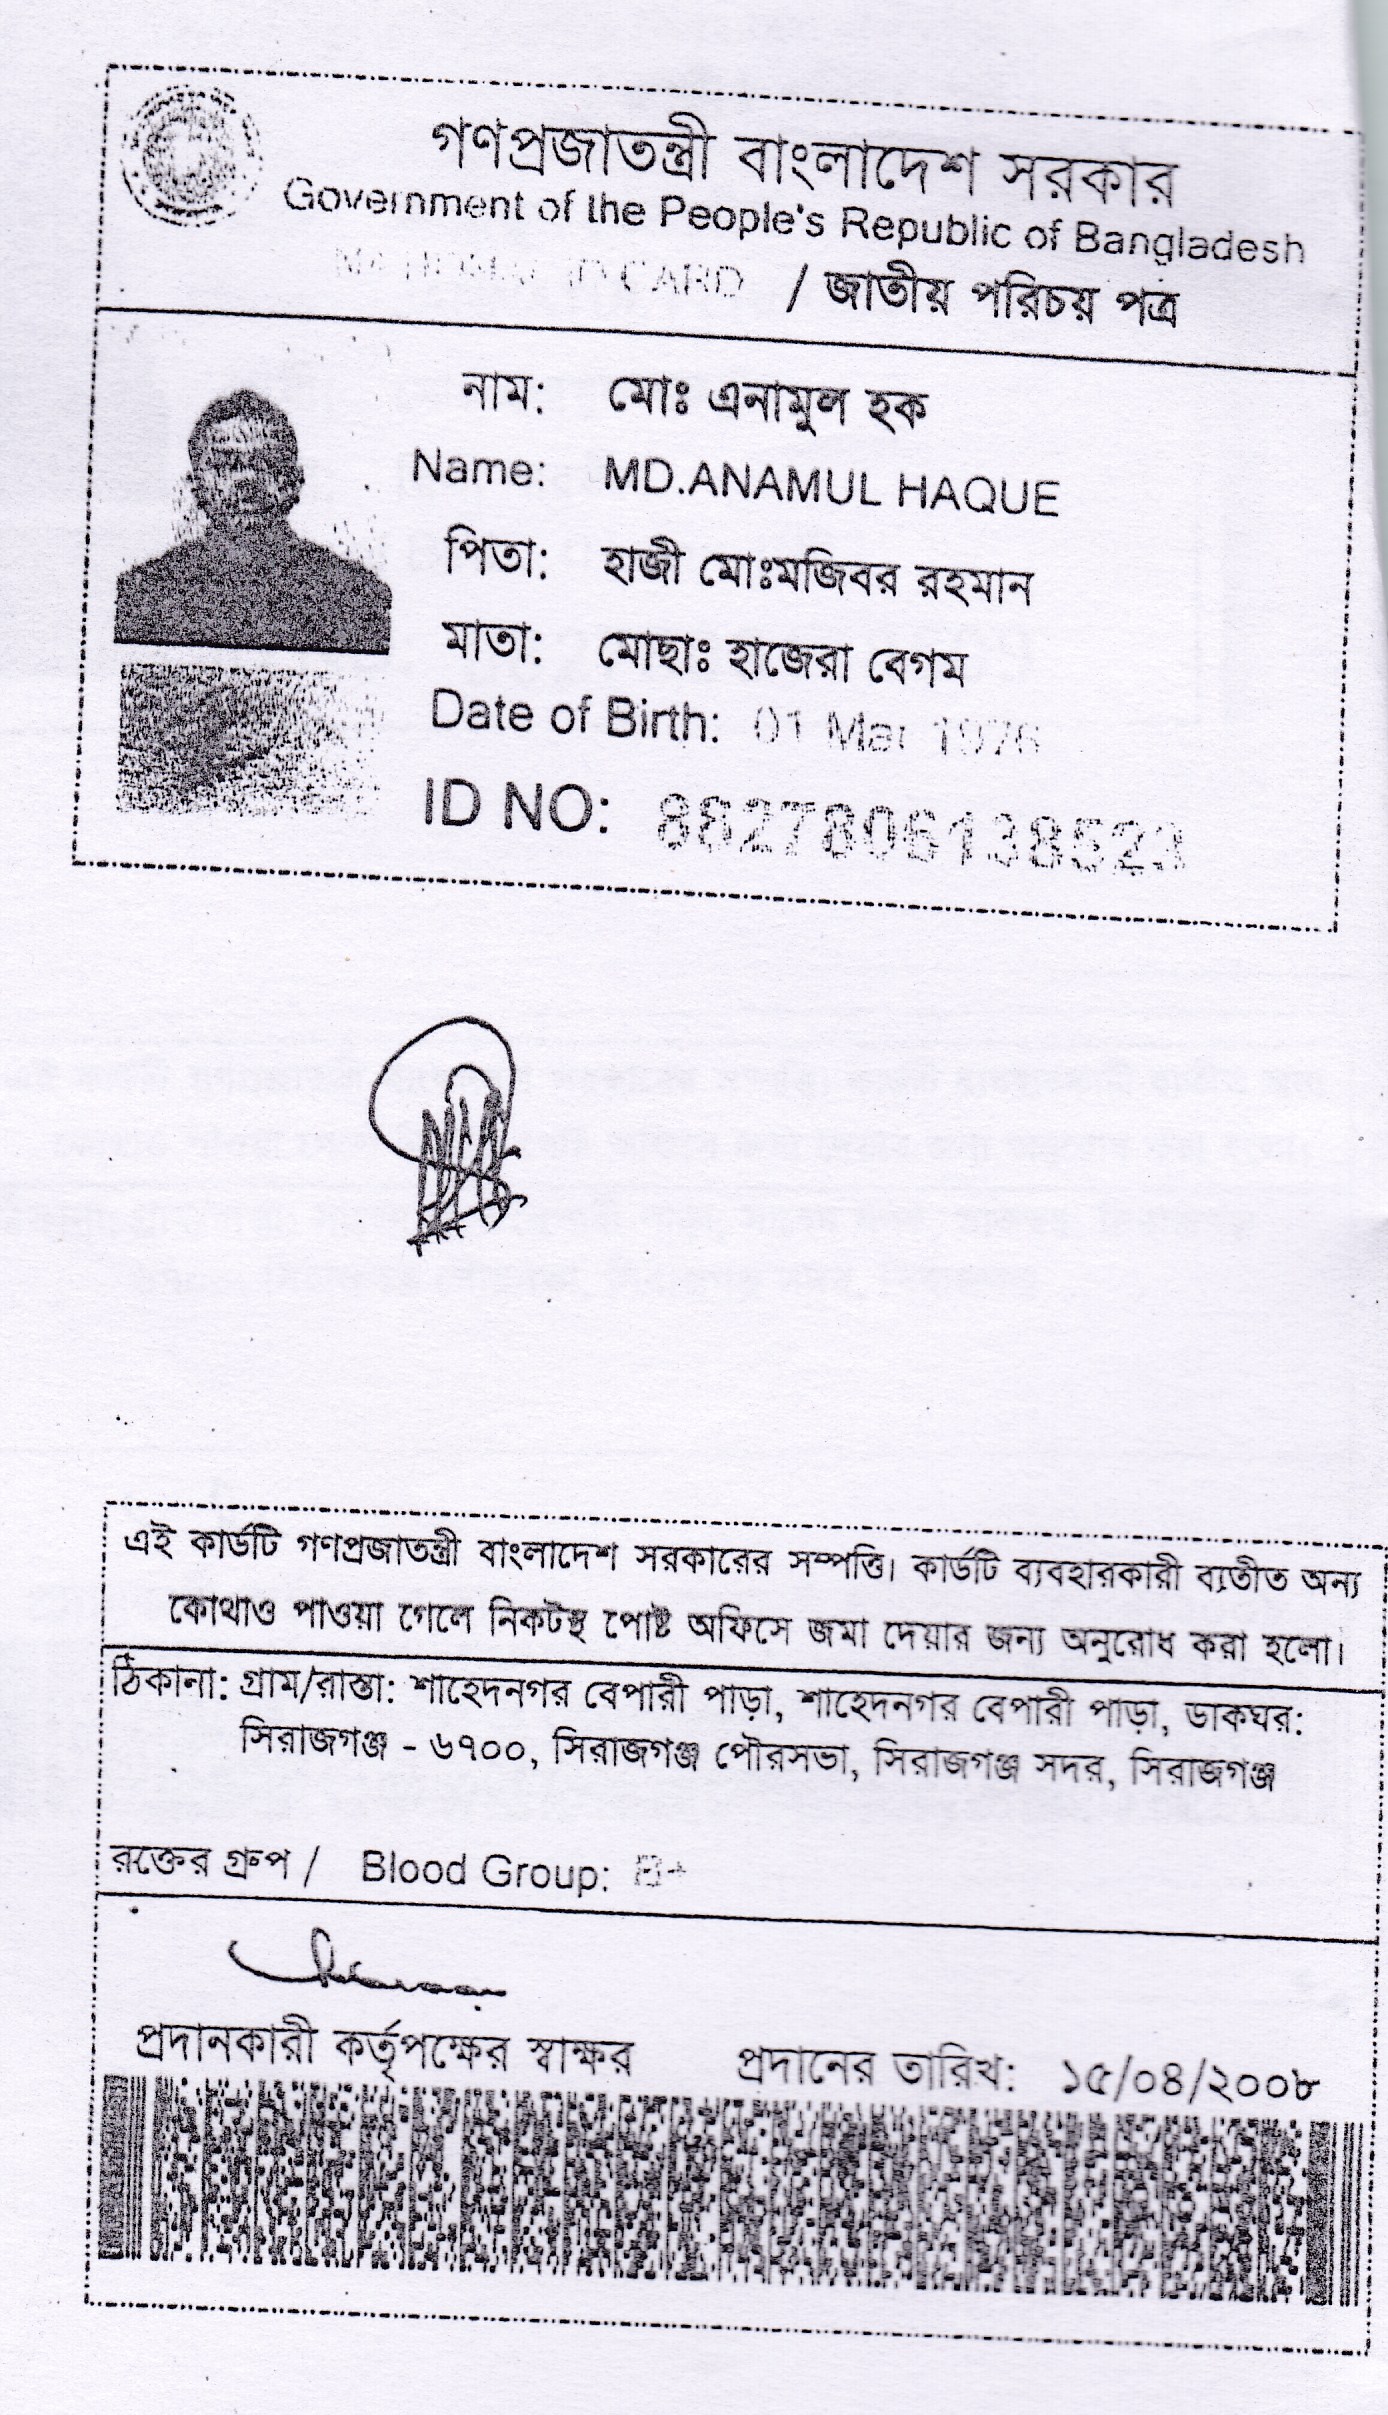 গণপ্রজাতন্ত্রী বাংলাদেশ সরকার
Government of the People's Republic of Bangladesh
NATIONAL ID CARD / জাতীয় পরিচয় পত্র
নাম: মোঃ এনামুল হক
Name: MD.ANAMUL HAQUE
পিতা: হাজী মোঃমজিবর রহমান
মাতা: মোছাঃ হাজেরা বেগম
Date of Birth: 01 Mar 1976
ID NO: 8827806138523
এই কার্ডটি গণপ্রজাতন্ত্রী বাংলাদেশ সরকারের সম্পত্তি। কার্ডটি ব্যবহারকারী ব্যতীত অন্য
কোথাও পাওয়া গেলে নিকটস্থ পোষ্ট অফিসে জমা দেয়ার জন্য অনুরোধ করা হলো।
ঠিকানা: গ্রাম/রাস্তা: শাহেদনগর বেপারী পাড়া, শাহেদনগর বেপারী পাড়া, ডাকঘর:
সিরাজগঞ্জ - ৬৭০০, সিরাজগঞ্জ পৌরসভা, সিরাজগঞ্জ সদর, সিরাজগঞ্জ
রক্তের গ্রুপ / Blood Group: B+
প্রদানকারী কর্তৃপক্ষের স্বাক্ষর প্রদানের তারিখ: ১৫/০৪/২০০৮